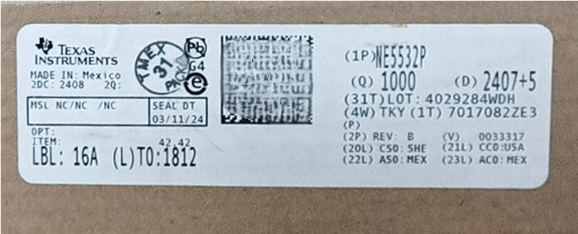 TEXAS
INSTRUMENTS
MADE IN: Mexico
2DC: 2408 2Q:
TMEX
31
PACKED
Pb
G4
e
MSL NC/NC /NC
SEAL DT
03/11/24
OPT:
ITEM:
42.42
LBL: 16A (L)TO:1812
(1P)NE5532P
(Q) 1000 (D) 2407+5
(31T)LOT: 4029284WDH
(4W) TKY (1T) 7017082ZE3
(P)
(2P) REV: B (V) 0033317
(20L) CSO: SHE (21L) CCO:USA
(22L) ASO: MEX (23L) ACO: MEX